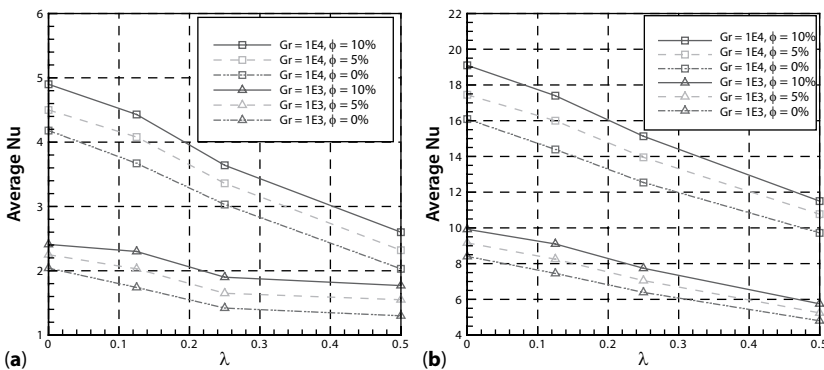 6
5
4
3
2
1
Average Nu
Gr = 1E4, ϕ = 10%
Gr = 1E4, ϕ = 5%
Gr = 1E4, ϕ = 0%
Gr = 1E3, ϕ = 10%
Gr = 1E3, ϕ = 5%
Gr = 1E3, ϕ = 0%
0 0.1 0.2 0.3 0.4 0.5
(a) λ
22
20
18
16
14
12
10
8
6
4
Average Nu
Gr = 1E4, ϕ = 10%
Gr = 1E4, ϕ = 5%
Gr = 1E4, ϕ = 0%
Gr = 1E3, ϕ = 10%
Gr = 1E3, ϕ = 5%
Gr = 1E3, ϕ = 0%
0 0.1 0.2 0.3 0.4 0.5
(b) λ